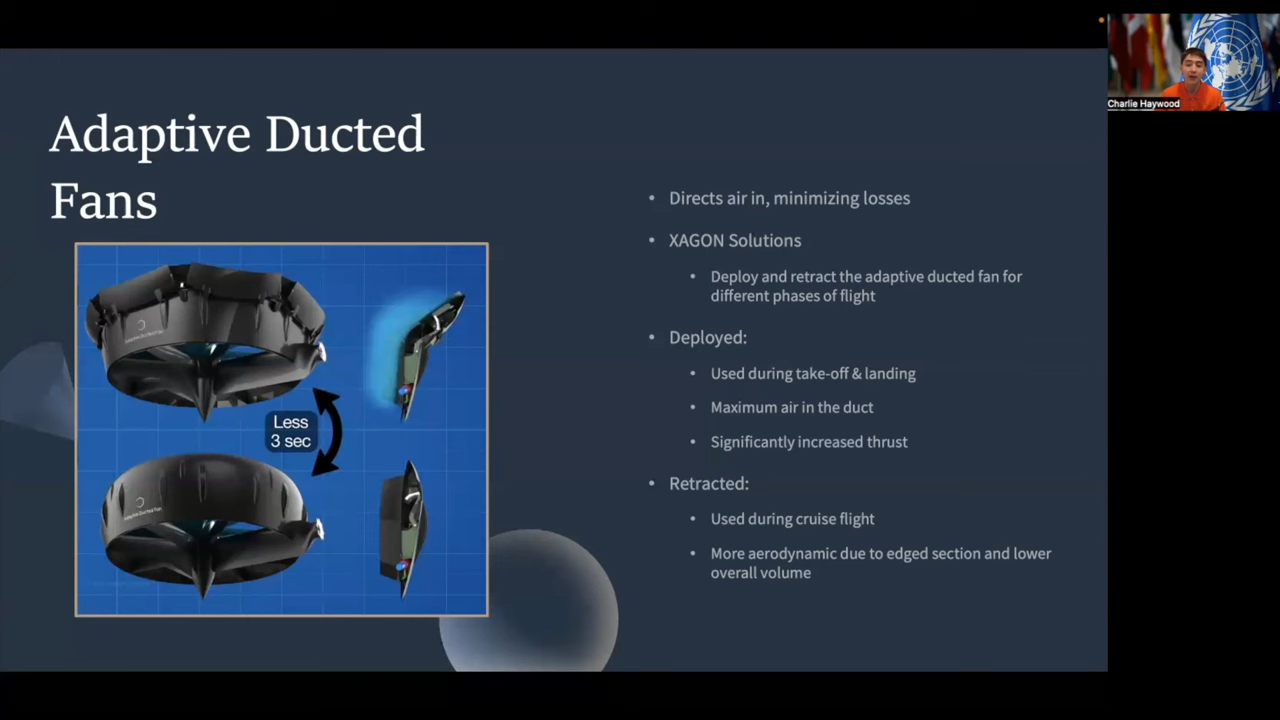 Charlie Haywood
Adaptive Ducted
Fans
Less
3 sec
• Directs air in, minimizing losses
• XAGON Solutions
• Deploy and retract the adaptive ducted fan for
different phases of flight
• Deployed:
• Used during take-off & landing
• Maximum air in the duct
• Significantly increased thrust
• Retracted:
• Used during cruise flight
• More aerodynamic due to edged section and lower
overall volume